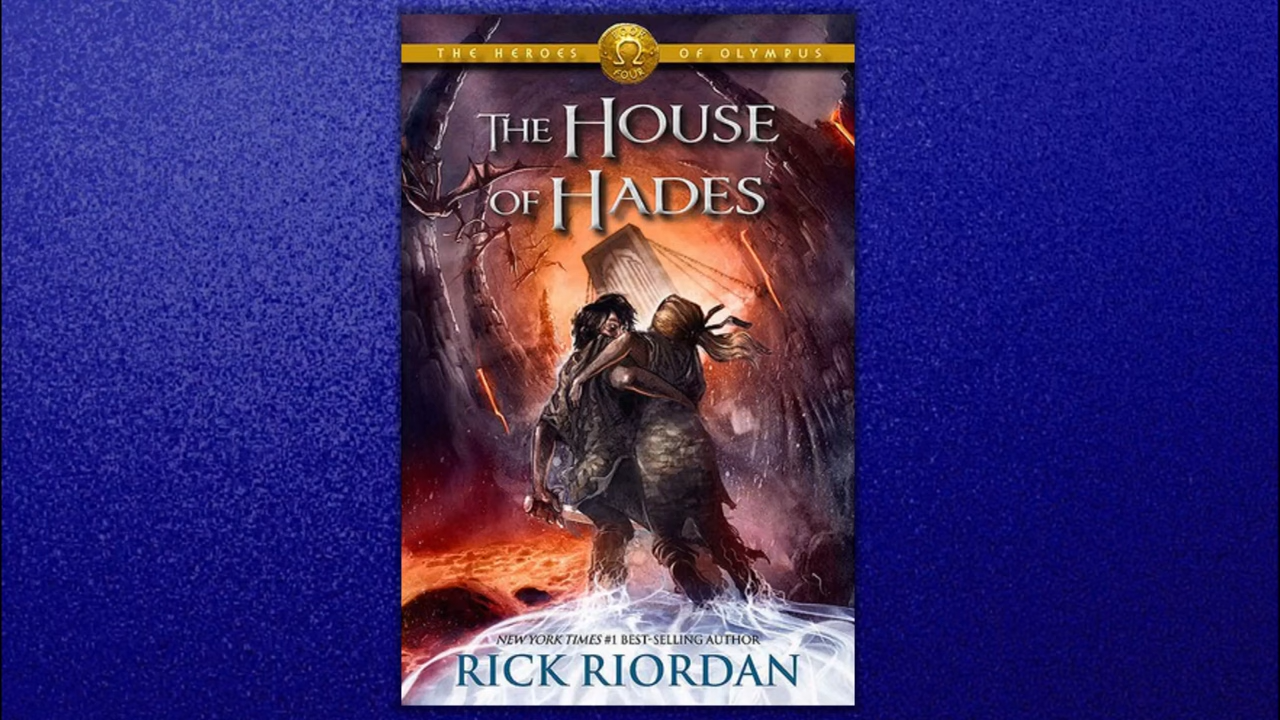 THE HEROES OF OLYMPUS
BOOK
FOUR
THE HOUSE
OF HADES
NEW YORK TIMES #1 BEST-SELLING AUTHOR
RICK RIORDAN